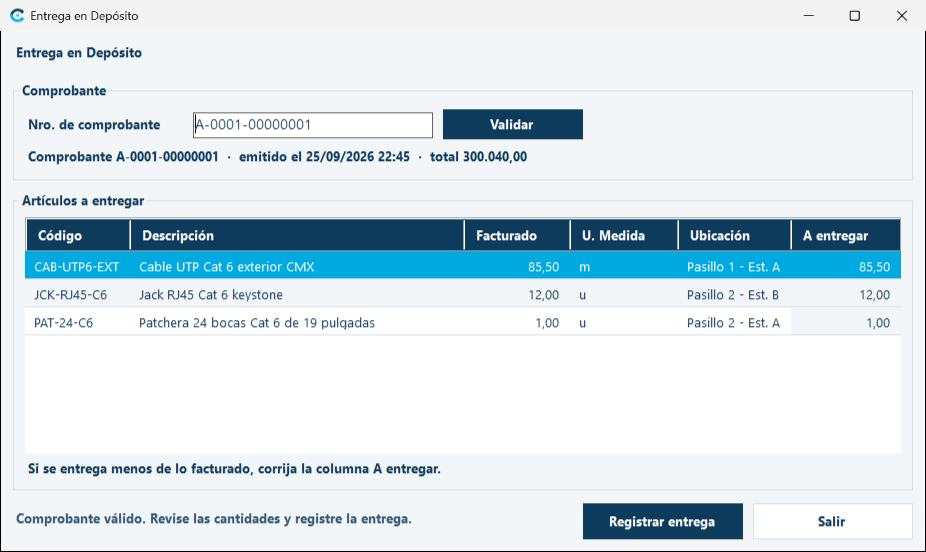 Entrega en Depósito
Entrega en Depósito
Comprobante
Nro. de comprobante A-0001-00000001 Validar
Comprobante A-0001-00000001 · emitido el 25/09/2026 22:45 · total 300.040,00
Artículos a entregar
Código Descripción Facturado U. Medida Ubicación A entregar
CAB-UTP6-EXT Cable UTP Cat 6 exterior CMX 85,50 m Pasillo 1 - Est. A 85,50
JCK-RJ45-C6 Jack RJ45 Cat 6 keystone 12,00 u Pasillo 2 - Est. B 12,00
PAT-24-C6 Patchera 24 bocas Cat 6 de 19 pulgadas 1,00 u Pasillo 2 - Est. A 1,00
Si se entrega menos de lo facturado, corrija la columna A entregar.
Comprobante válido. Revise las cantidades y registre la entrega. Registrar entrega Salir